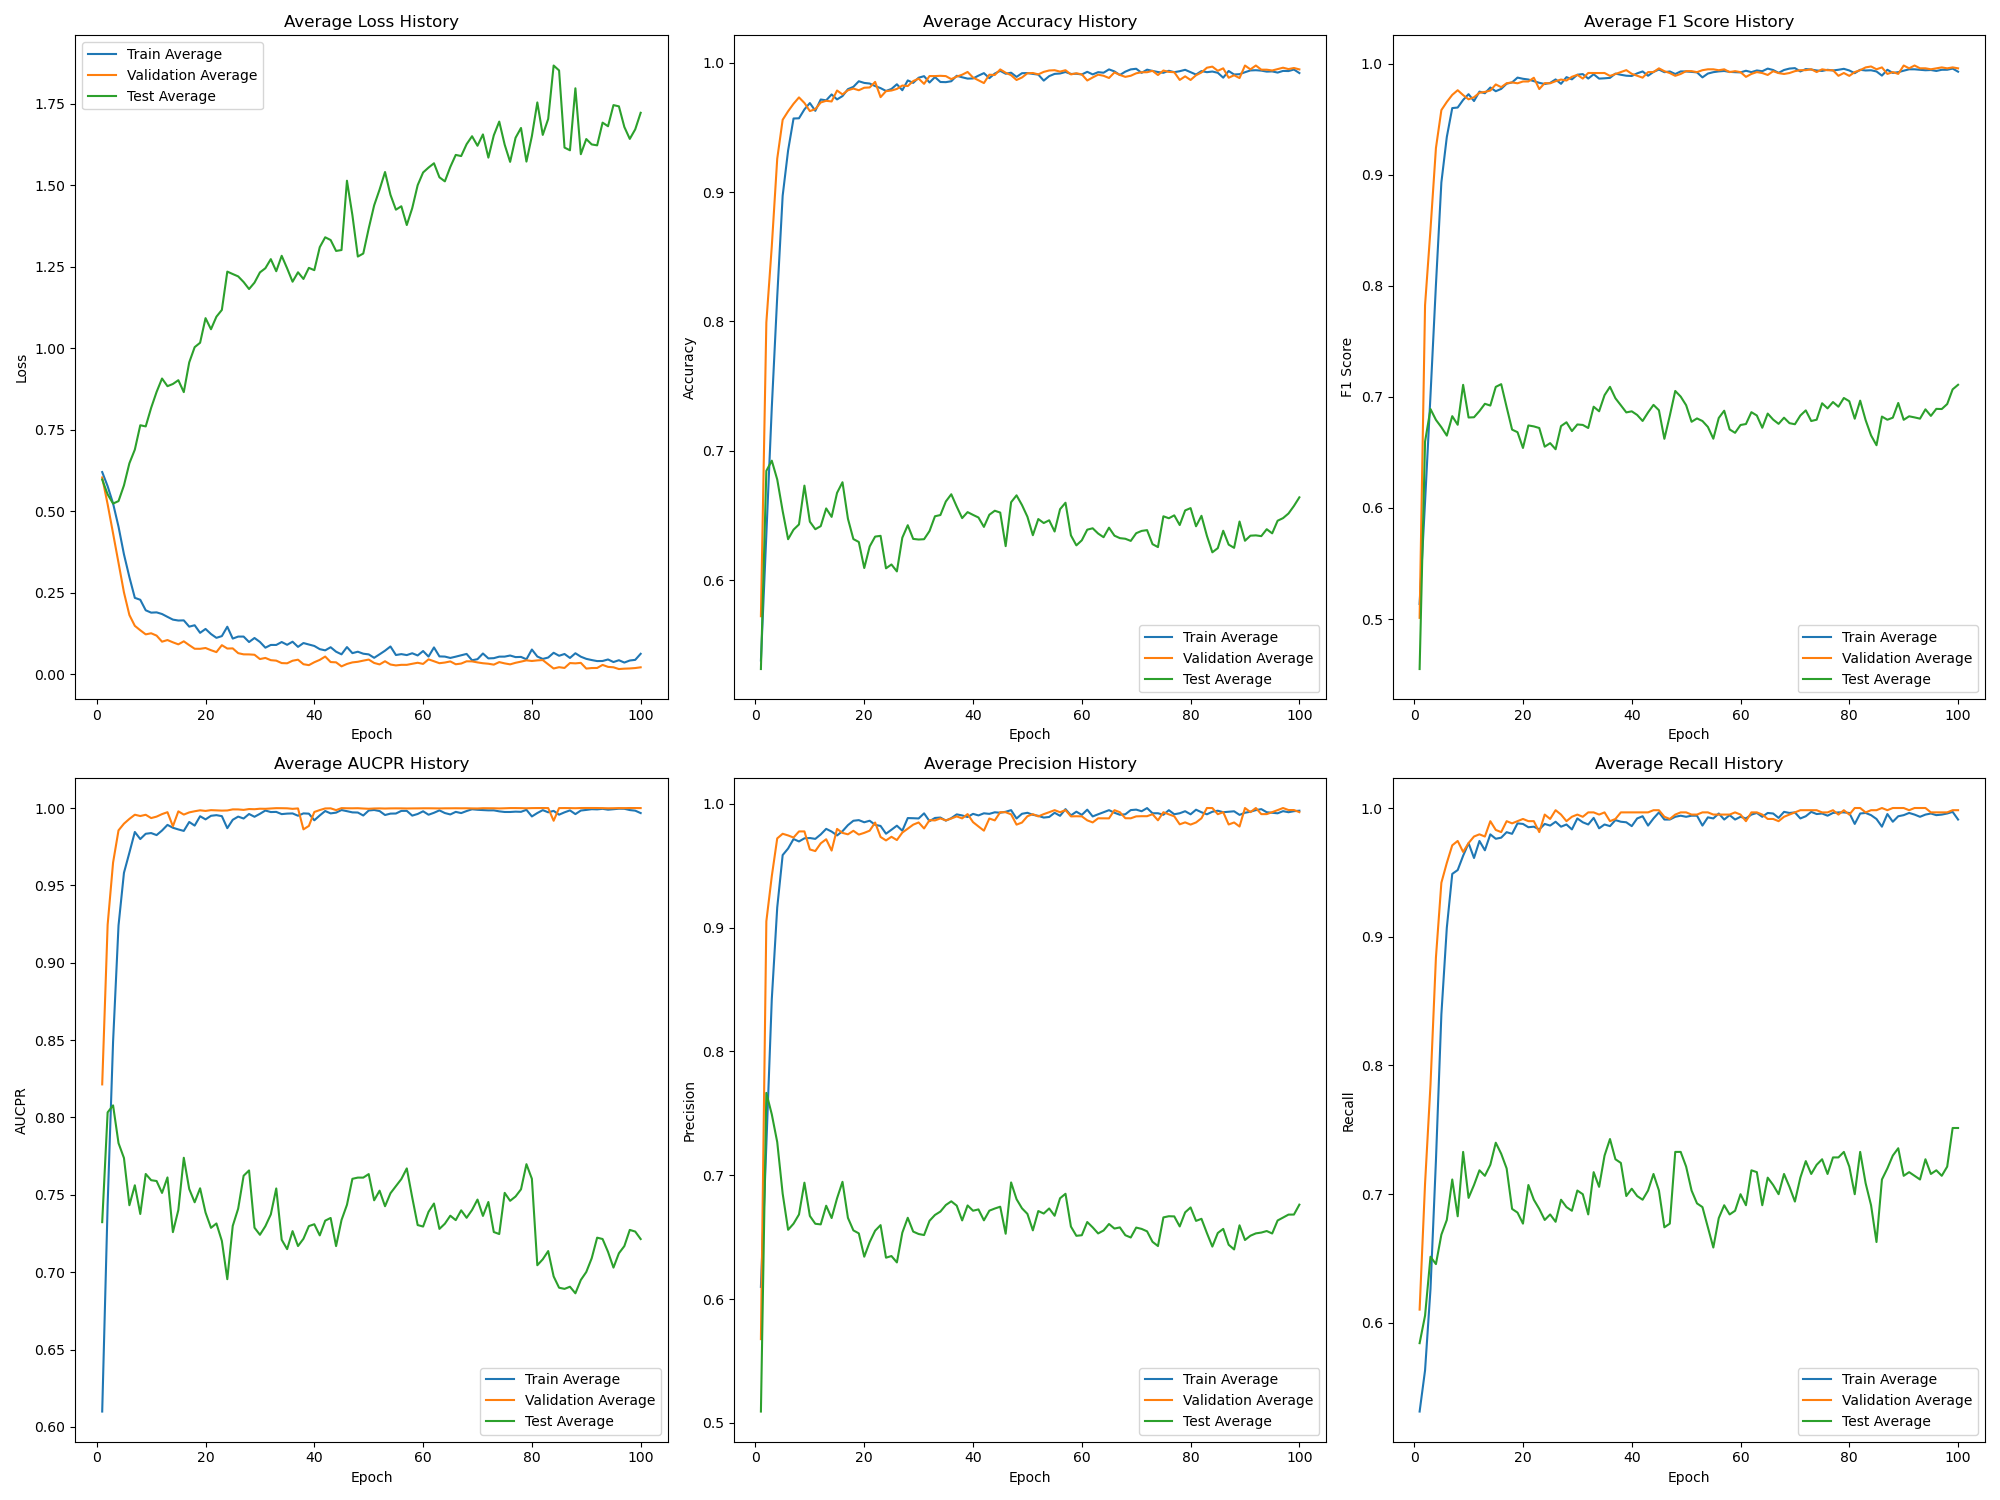 Average Loss History
Train Average
Validation Average
Test Average
1.75
1.50
1.25
1.00
0.75
0.50
0.25
0.00
Loss
0
20
40
60
80
100
Epoch
Average Accuracy History
1.0
0.9
0.8
0.7
0.6
Accuracy
Train Average
Validation Average
Test Average
0
20
40
60
80
100
Epoch
Average F1 Score History
1.0
0.9
0.8
0.7
0.6
0.5
F1 Score
Train Average
Validation Average
Test Average
0
20
40
60
80
100
Epoch
Average AUCPR History
1.00
0.95
0.90
0.85
0.80
0.75
0.70
0.65
0.60
AUCPR
Train Average
Validation Average
Test Average
0
20
40
60
80
100
Epoch
Average Precision History
1.0
0.9
0.8
0.7
0.6
0.5
Precision
Train Average
Validation Average
Test Average
0
20
40
60
80
100
Epoch
Average Recall History
1.0
0.9
0.8
0.7
0.6
Recall
Train Average
Validation Average
Test Average
0
20
40
60
80
100
Epoch